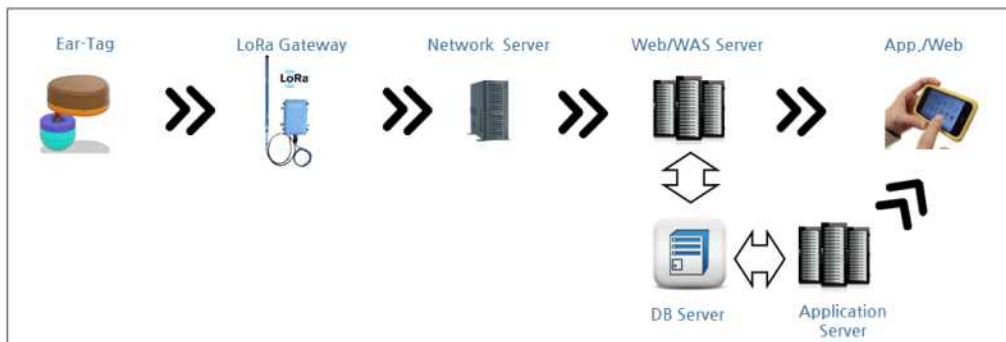 Ear-Tag
LoRa Gateway
Network Server
Web/WAS Server
App./Web
LoRa
DB Server
Application
Server